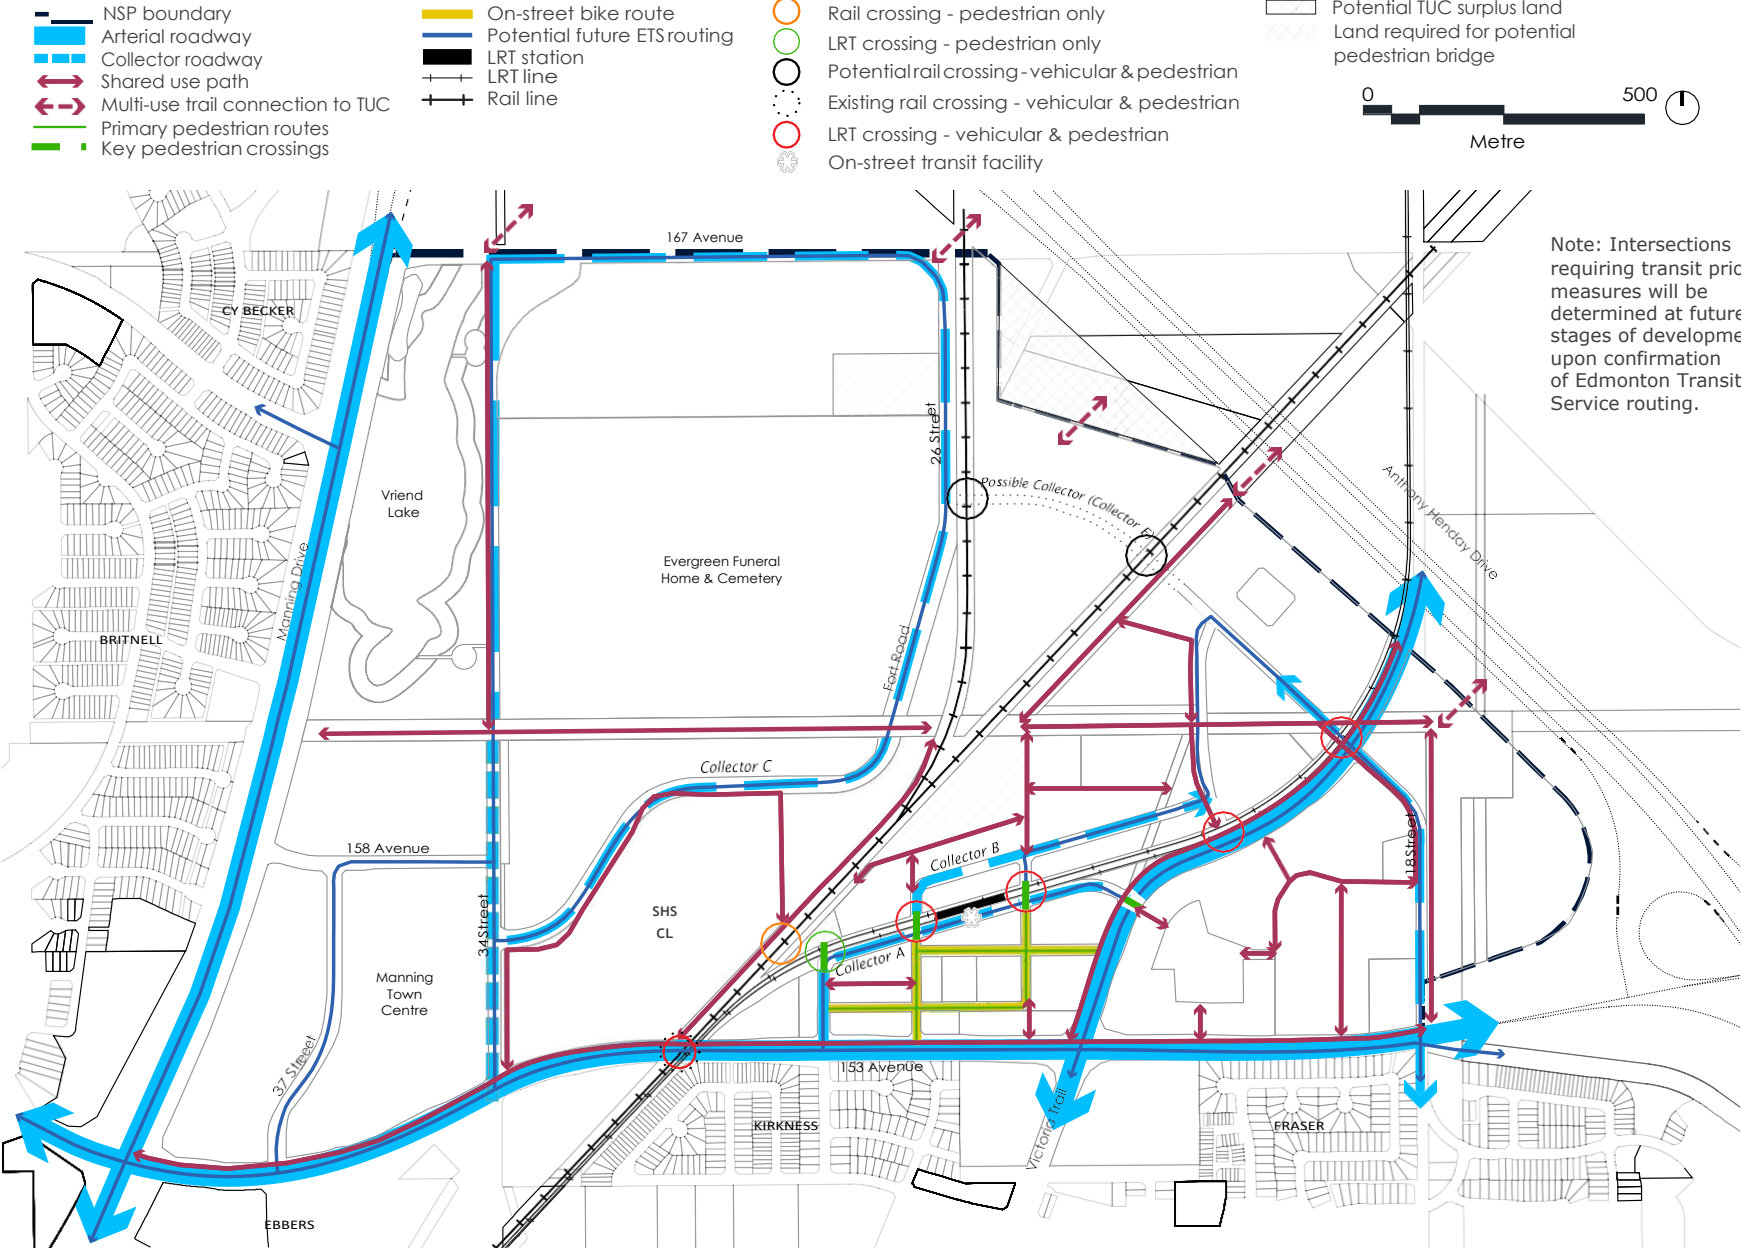 NSP boundary
Arterial roadway
Collector roadway
Shared use path
Multi-use trail connection to TUC
Primary pedestrian routes
Key pedestrian crossings
On-street bike route
Potential future ETS routing
LRT station
LRT line
Rail line
Rail crossing - pedestrian only
LRT crossing - pedestrian only
Potential rail crossing - vehicular & pedestrian
Existing rail crossing - vehicular & pedestrian
LRT crossing - vehicular & pedestrian
On-street transit facility
Potential TUC surplus land
Land required for potential
pedestrian bridge
0 500
Metre
Note: Intersections
requiring transit prio
measures will be
determined at future
stages of developme
upon confirmation
of Edmonton Transit
Service routing.
167 Avenue
CY BECKER
26 Street
Vriend
Lake
Possible Collector (Collector F)
Anthony Henday Drive
Evergreen Funeral
Home & Cemetery
Manning Drive
BRITNELL
Fort Road
Collector C
158 Avenue
Collector B
18Street
34Street
SHS
CL
Collector A
Manning
Town
Centre
37 Street
153 Avenue
Victoria Trail
KIRKNESS
FRASER
EBBERS